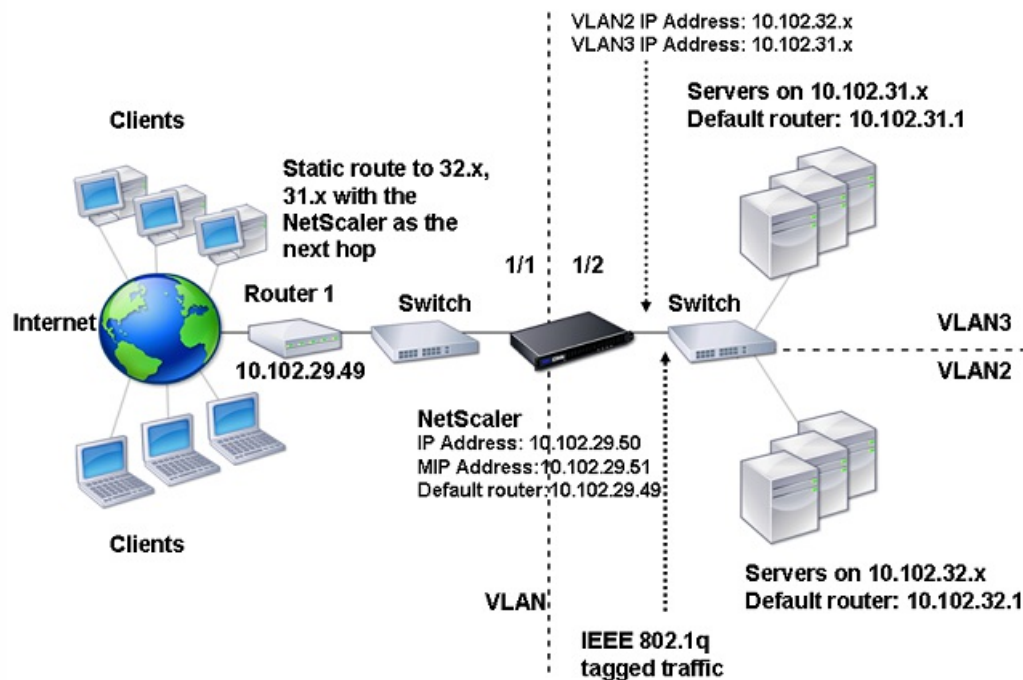 VLAN2 IP Address: 10.102.32.x
VLAN3 IP Address: 10.102.31.x
Servers on 10.102.31.x
Default router: 10.102.31.1
Clients
Static route to 32.x,
31.x with the
NetScaler as the
next hop
1/1
1/2
Router 1
Switch
Switch
Internet
VLAN3
10.102.29.49
VLAN2
NetScaler
IP Address: 10.102.29.50
MIP Address:10.102.29.51
Default router:10.102.29.49
Clients
Servers on 10.102.32.x
Default router: 10.102.32.1
VLAN
IEEE 802.1q
tagged traffic